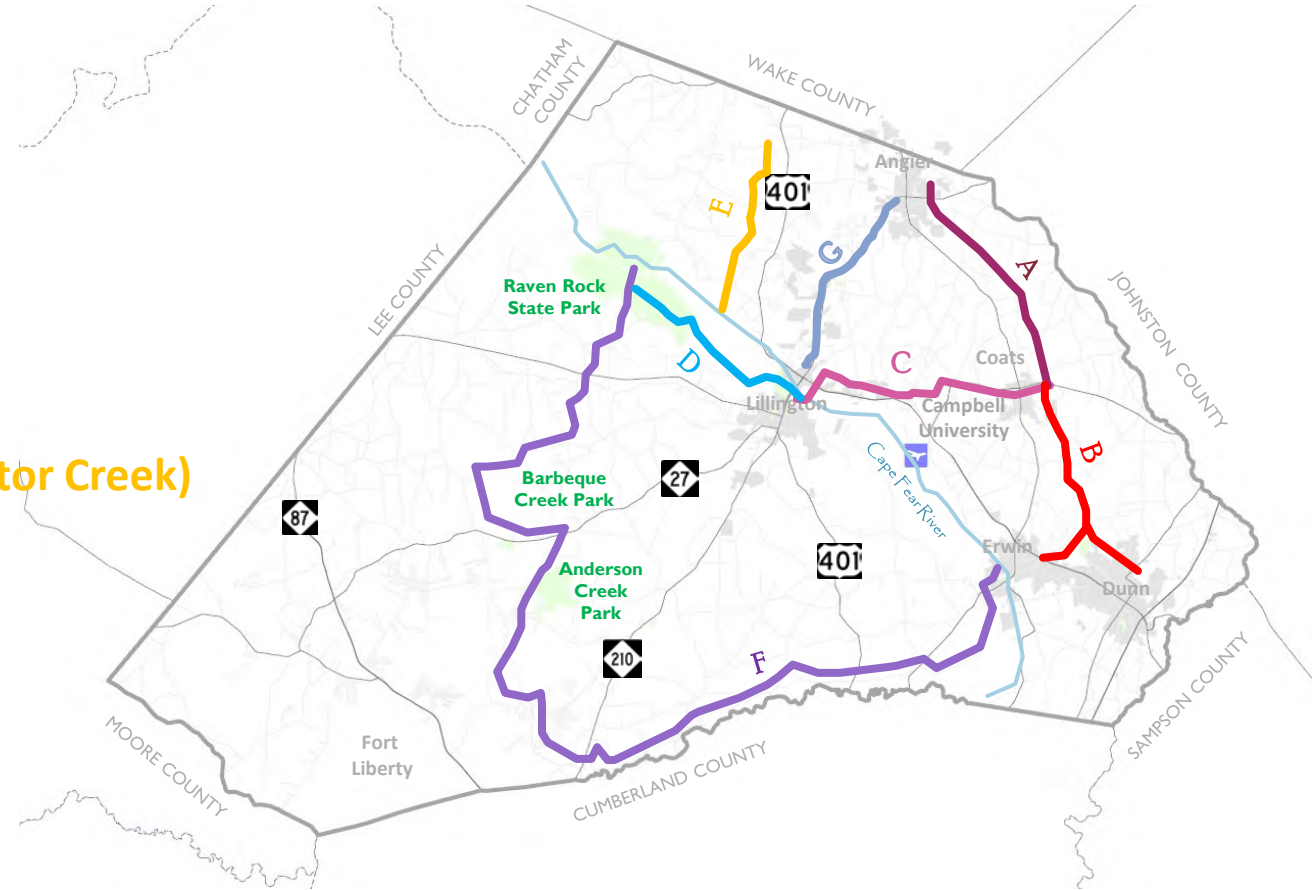 CHATHAM
COUNTY
WAKE COUNTY
Angier
401
E
G
A
LEE COUNTY
JOHNSTON COUNTY
Raven Rock
State Park
D
C
Coats
Lillington
Campbell
University
B
Cape Fear River
tor Creek)
Barbeque
Creek Park
27
87
Erwin
401
Anderson
Creek
Park
Dunn
210
F
SAMPSON COUNTY
MOORE COUNTY
Fort
Liberty
CUMBERLAND COUNTY